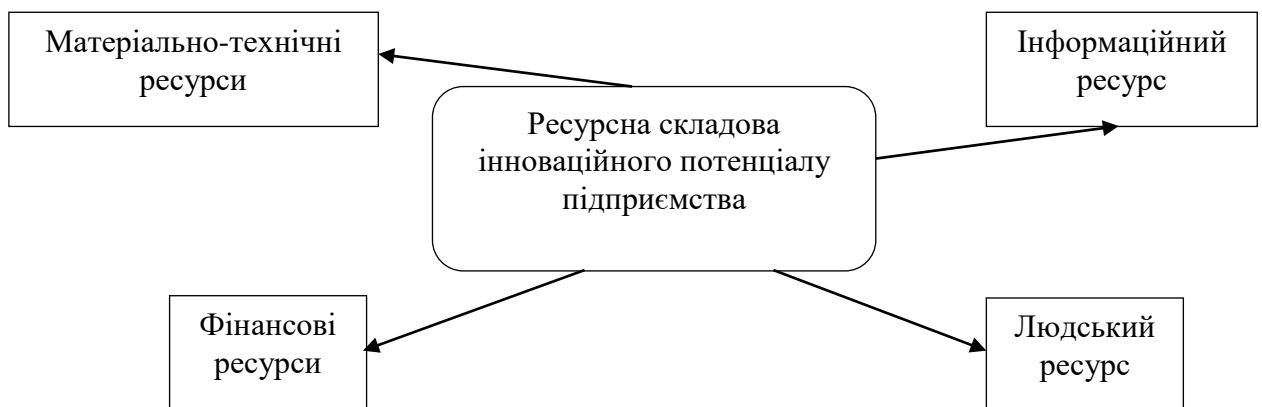 Матеріально-технічні
ресурси
Інформаційний
ресурс
Ресурсна складова
інноваційного потенціалу
підприємства
Фінансові
ресурси
Людський
ресурс